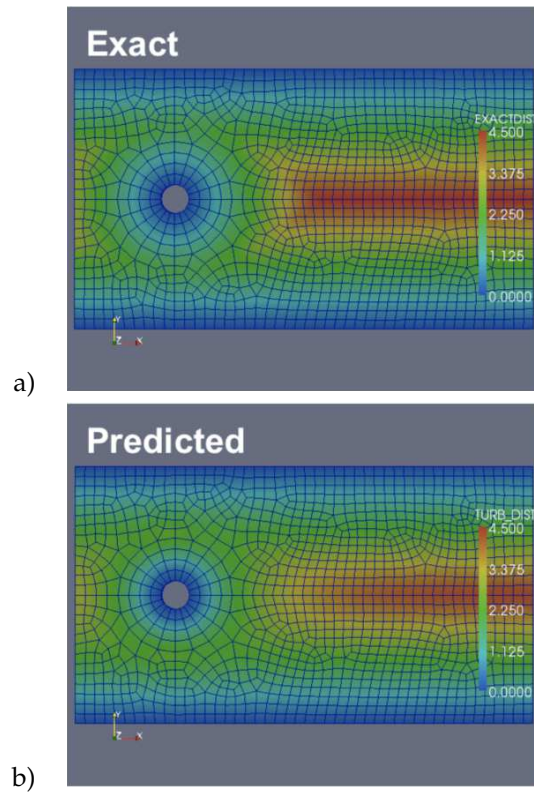 Exact
EXACTDIST
4.500
3.375
2.250
1.125
0.0000
Y
Z X
a)
Predicted
TURB_DIST
4.500
3.375
2.250
1.125
0.0000
Y
Z X
b)